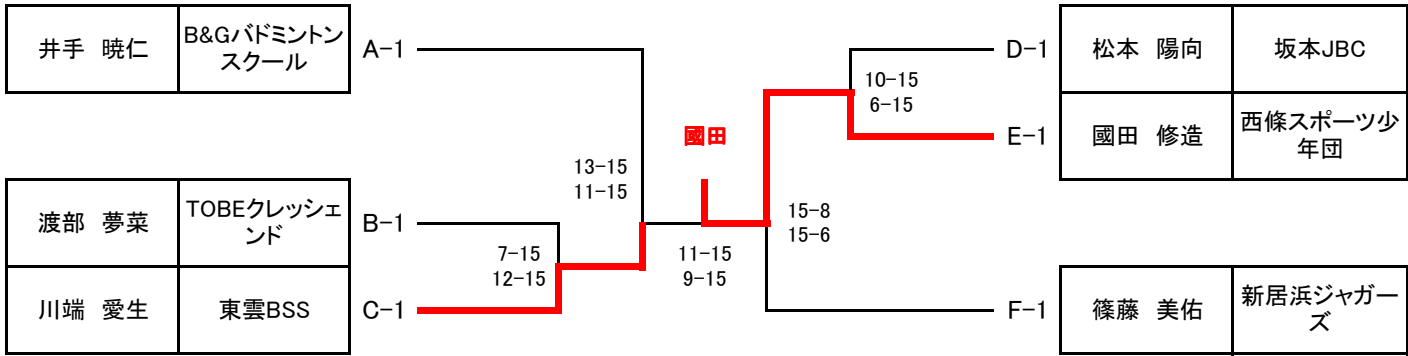 井手 暁仁
B&Gバドミントン
スクール
A-1
13-15
11-15
渡部 夢菜
TOBEクレッシェ
ンド
B-1
7-15
12-15
川端 愛生
東雲BSS
C-1
國田
11-15
9-15
D-1
松本 陽向
坂本JBC
10-15
6-15
E-1
國田 修造
西條スポーツ少
年団
15-8
15-6
F-1
篠藤 美佑
新居浜ジャガー
ズ